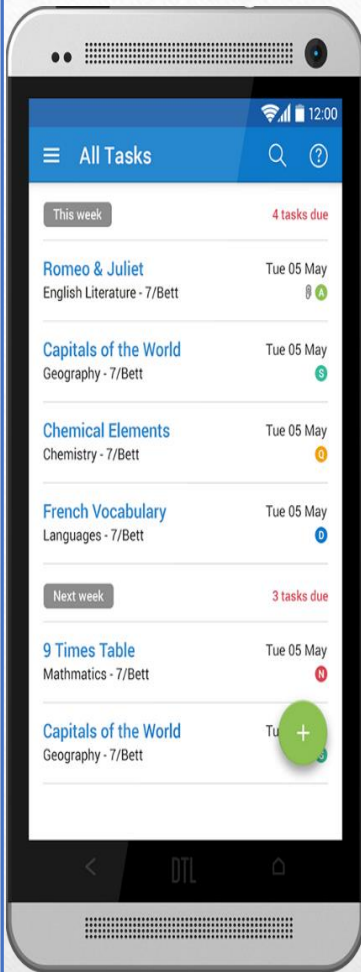 12:00
All Tasks
This week 4 tasks due
Romeo & Juliet Tue 05 May
English Literature - 7/Bett A
Capitals of the World Tue 05 May
Geography - 7/Bett S
Chemical Elements Tue 05 May
Chemistry - 7/Bett Q
French Vocabulary Tue 05 May
Languages - 7/Bett D
Next week 3 tasks due
9 Times Table Tue 05 May
Mathmatics - 7/Bett N
Capitals of the World
Geography - 7/Bett
DTL